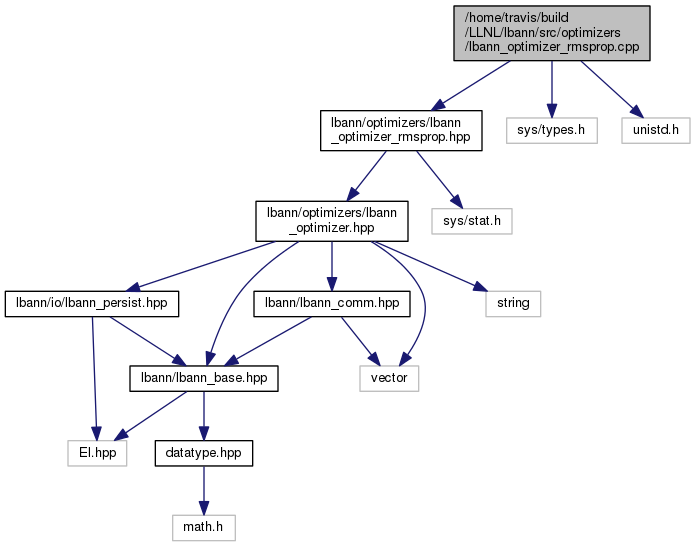 /home/travis/build
/LLNL/lbann/src/optimizers
/lbann_optimizer_rmsprop.cpp
lbann/optimizers/lbann
_optimizer_rmsprop.hpp
sys/types.h
unistd.h
lbann/optimizers/lbann
_optimizer.hpp
sys/stat.h
lbann/io/lbann_persist.hpp
lbann/lbann_comm.hpp
string
lbann/lbann_base.hpp
vector
El.hpp
datatype.hpp
math.h